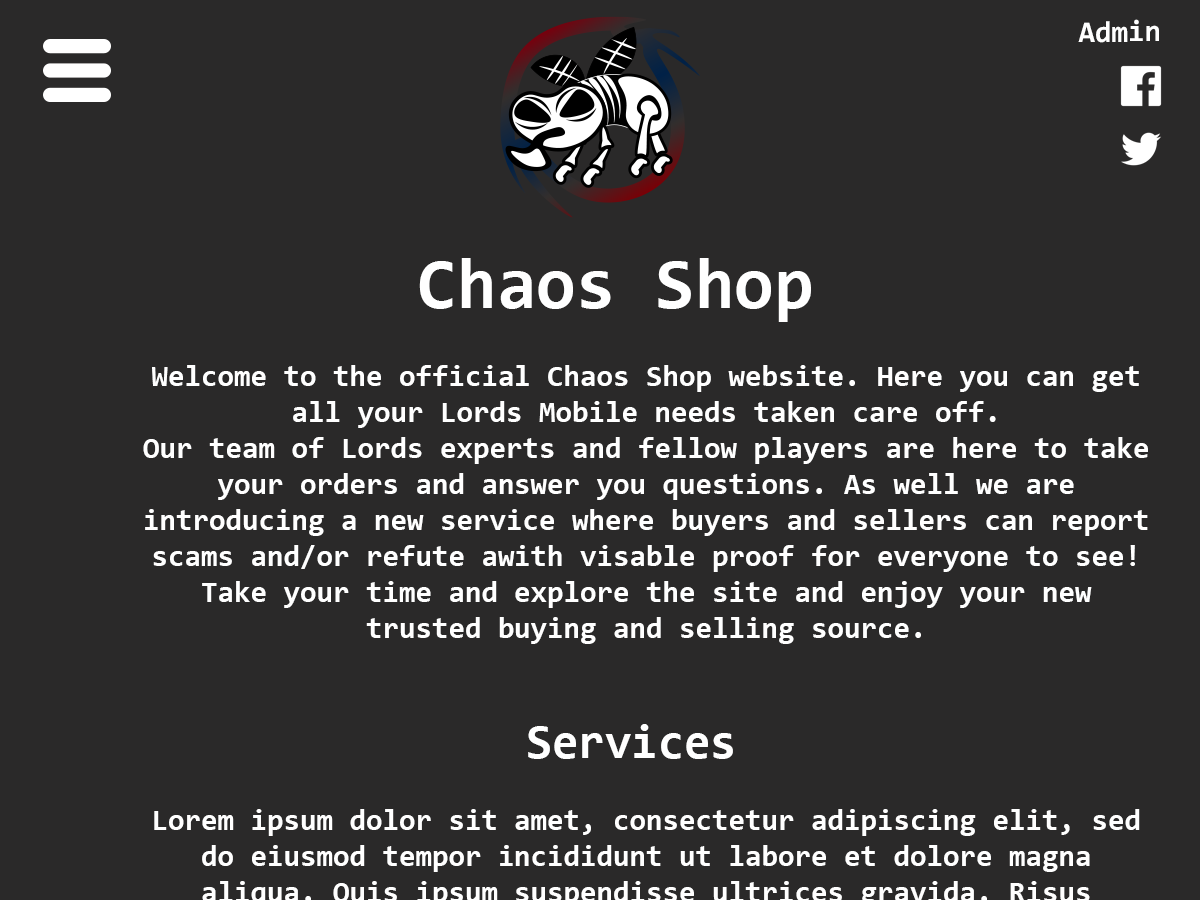 Admin
Chaos Shop
Welcome to the official Chaos Shop website. Here you can get
all your Lords Mobile needs taken care off.
Our team of Lords experts and fellow players are here to take
your orders and answer you questions. As well we are
introducing a new service where buyers and sellers can report
scams and/or refute awith visable proof for everyone to see!
Take your time and explore the site and enjoy your new
trusted buying and selling source.
Services
Lorem ipsum dolor sit amet, consectetur adipiscing elit, sed
do eiusmod tempor incididunt ut labore et dolore magna
aliqua. Quis ipsum suspendisse ultrices gravida. Risus